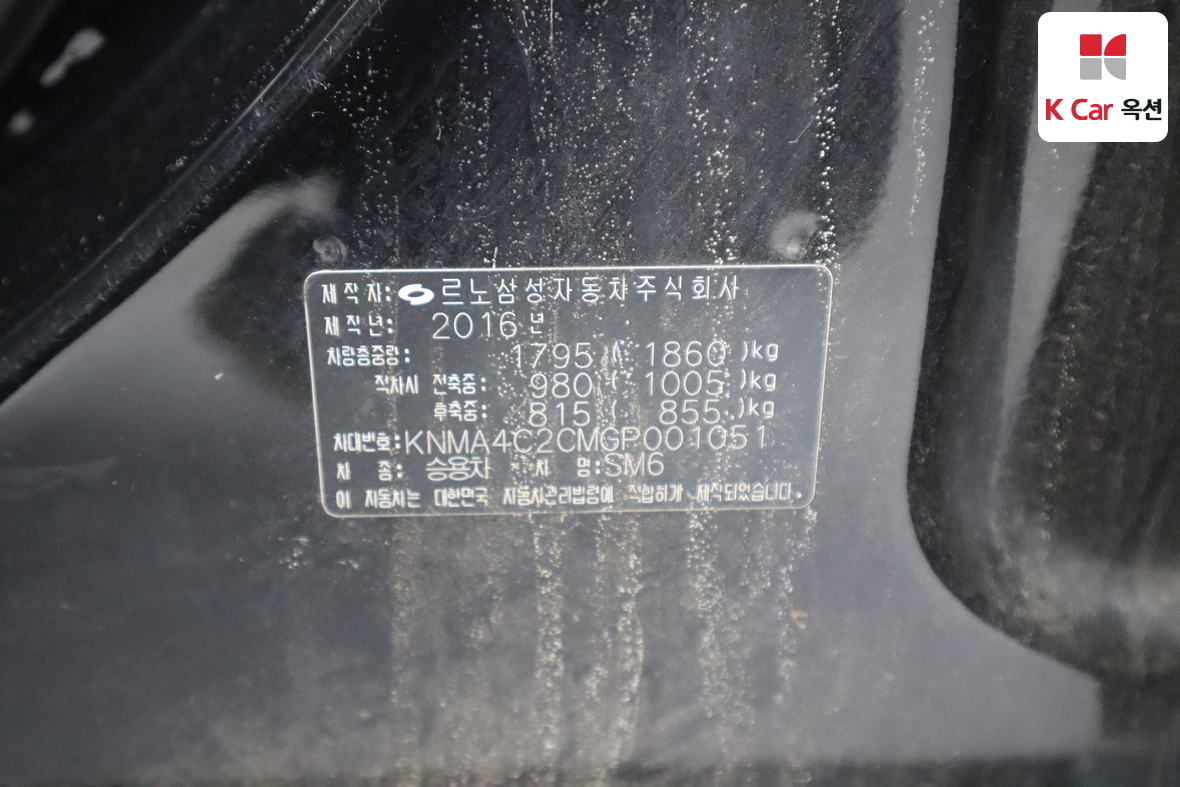 K Car 옥션
제작자: 르노삼성자동차주식회사
제작년: 2016년
차량총중량: 1795 ( 1860 )kg
적차시 전축중: 980 ( 1005 )kg
후축중: 815 ( 855 )kg
차대번호: KNMA4C2CMGP001051
차 종: 승용차 차 명: SM6
이 자동차는 대한민국 자동차관리법령에 적합하게 제작되었습니다.